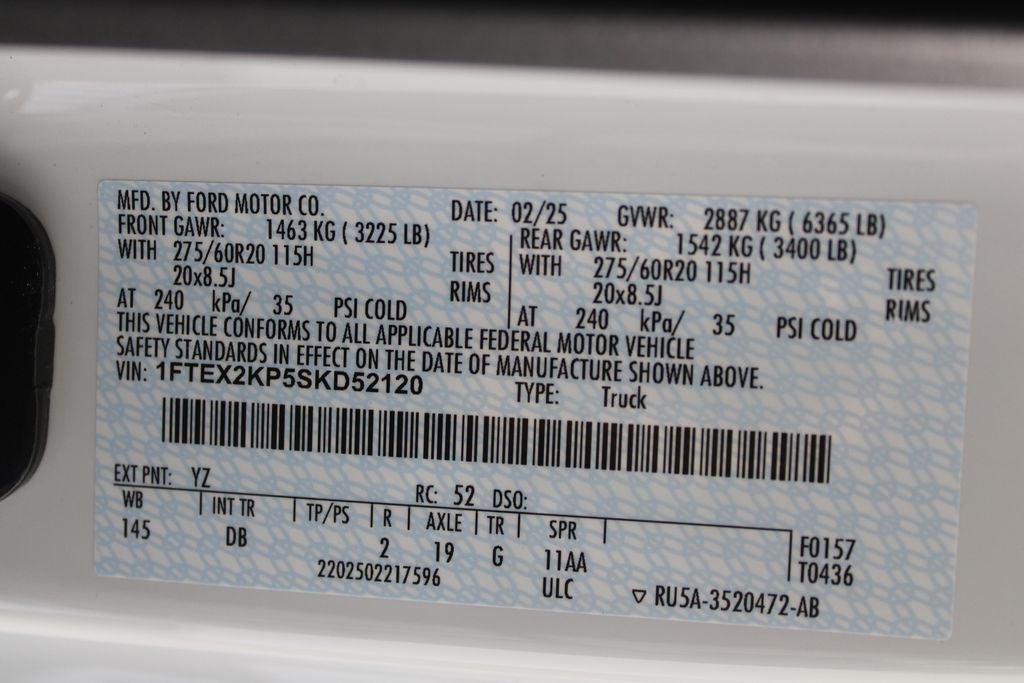 MFD. BY FORD MOTOR CO. DATE: 02/25 GVWR: 2887 KG ( 6365 LB)
FRONT GAWR: 1463 KG ( 3225 LB) REAR GAWR: 1542 KG ( 3400 LB)
WITH 275/60R20 115H TIRES WITH 275/60R20 115H TIRES
20x8.5J RIMS 20x8.5J RIMS
AT 240 kPa/ 35 PSI COLD AT 240 kPa/ 35 PSI COLD
THIS VEHICLE CONFORMS TO ALL APPLICABLE FEDERAL MOTOR VEHICLE
SAFETY STANDARDS IN EFFECT ON THE DATE OF MANUFACTURE SHOWN ABOVE.
VIN: 1FTEX2KP5SKD52120 TYPE: Truck
EXT PNT: YZ RC: 52 DSO:
WB INT TR TP/PS R AXLE TR SPR F0157
145 DB 2 19 G 11AA T0436
2202502217596 ULC ▽ RU5A-3520472-AB